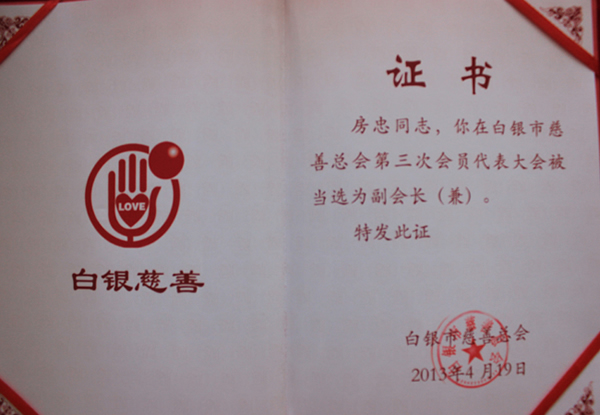 LOVE
白银慈善
证书
房忠同志，你在白银市慈
善总会第三次会员代表大会被
当选为副会长（兼）。
特发此证
白银市慈善总会
2013年4月19日